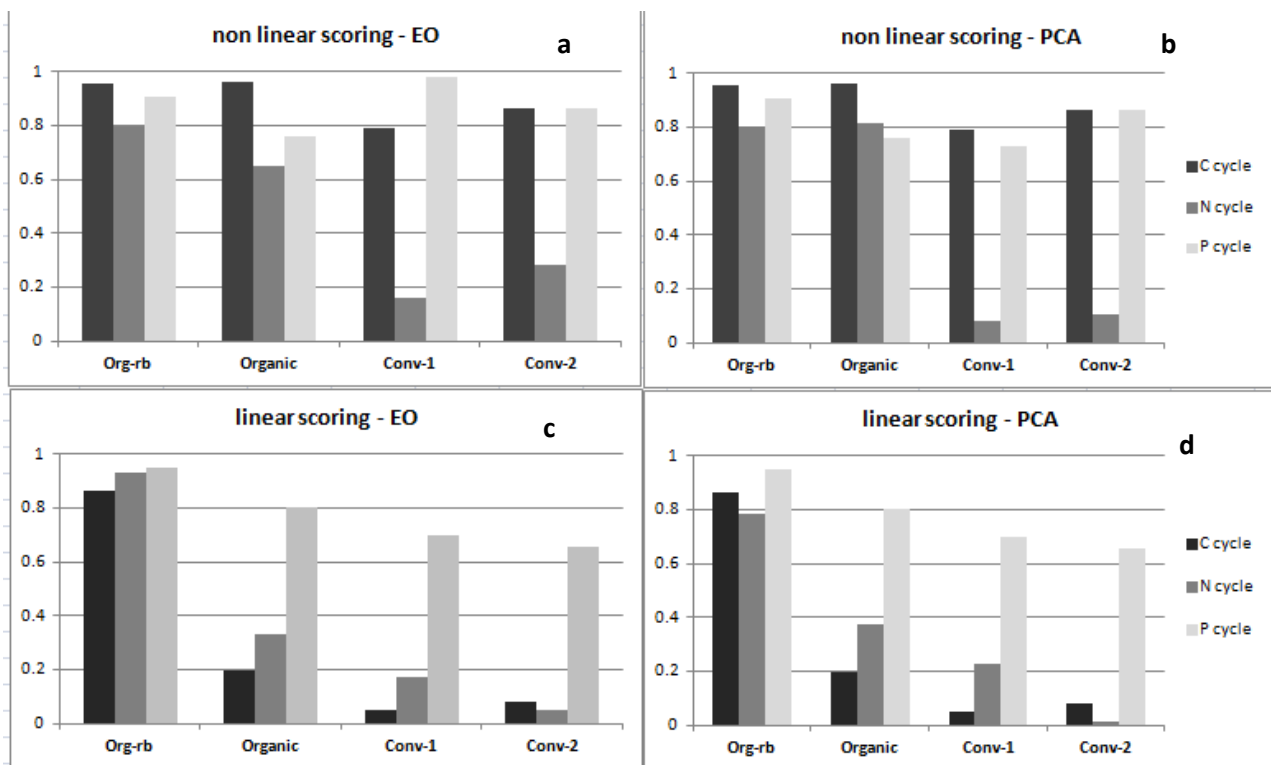 non linear scoring - EO
a
1
0.8
0.6
0.4
0.2
0
Org-rb Organic Conv-1 Conv-2
non linear scoring - PCA
b
1
0.8
0.6
0.4
0.2
0
Org-rb Organic Conv-1 Conv-2
C cycle
N cycle
P cycle
linear scoring - EO
c
1
0.8
0.6
0.4
0.2
0
Org-rb Organic Conv-1 Conv-2
linear scoring - PCA
d
1
0.8
0.6
0.4
0.2
0
Org-rb Organic Conv-1 Conv-2
C cycle
N cycle
P cycle